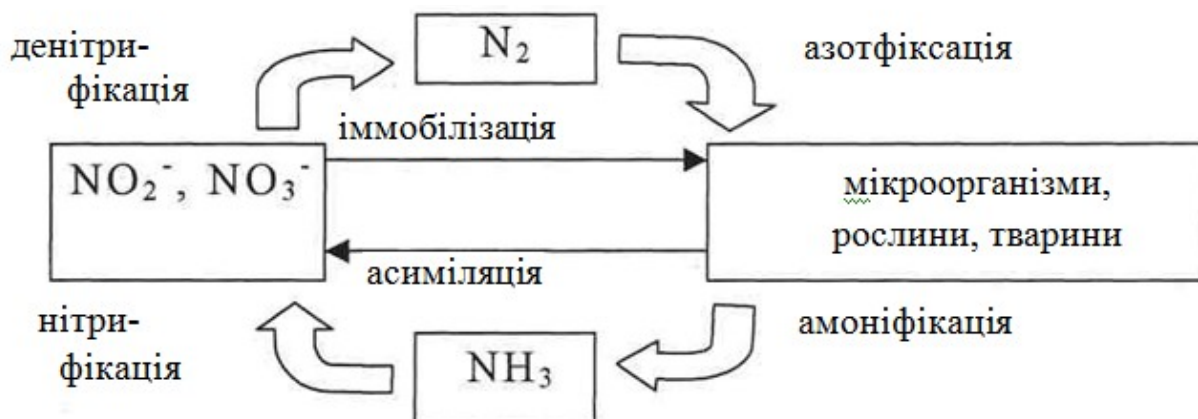 денітри-
фікація
N₂
азотфіксація
іммобілізація
NO₂⁻, NO₃⁻
мікроорганізми,
рослини, тварини
асиміляція
нітри-
фікація
NH₃
амоніфікація